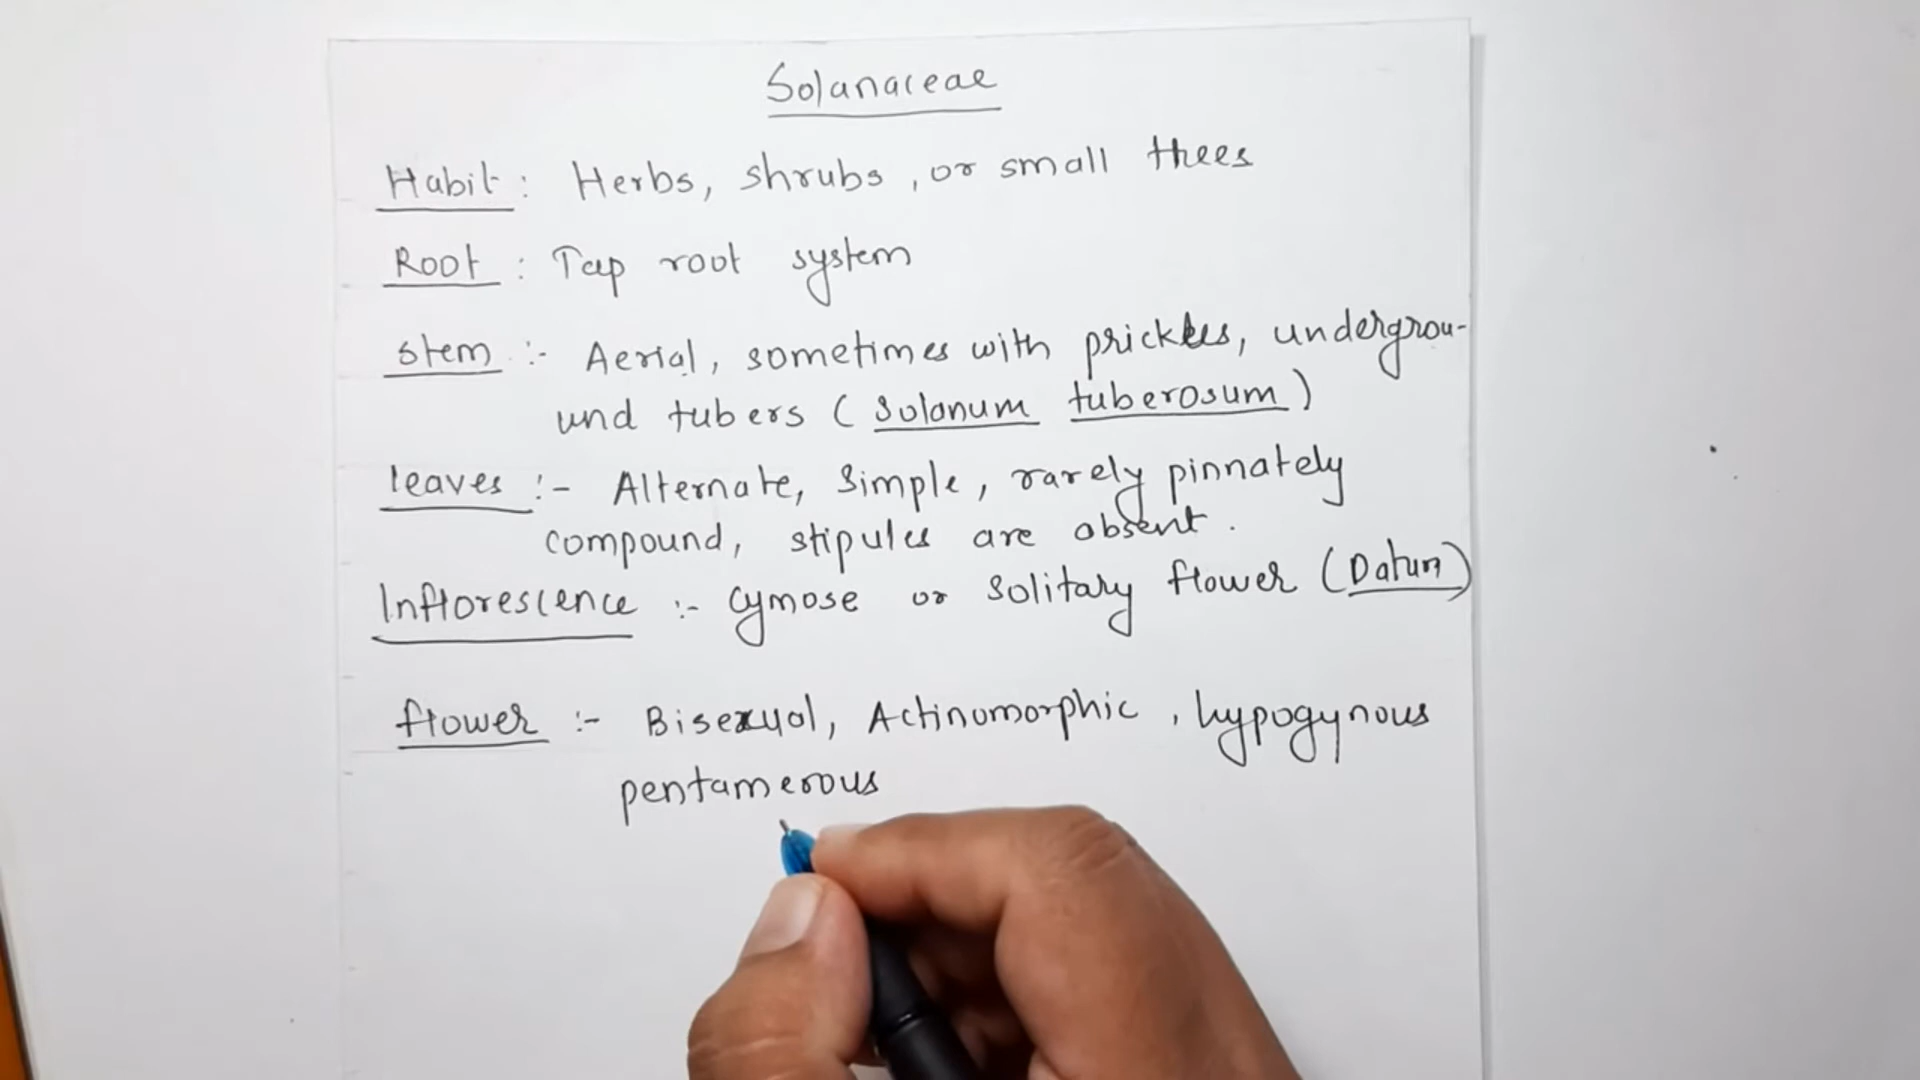 Solanaceae
Habit: Herbs, shrubs, or small trees
Root: Tap root system
Stem :- Aerial, sometimes with prickles, undergrou-
und tubers (Solanum tuberosum)
leaves :- Alternate, Simple, rarely pinnately
compound, stipules are absent.
Inflorescence :- Cymose or Solitary flower (Datura)
flower :- Bisexual, Actinomorphic, hypogynous
pentamerous